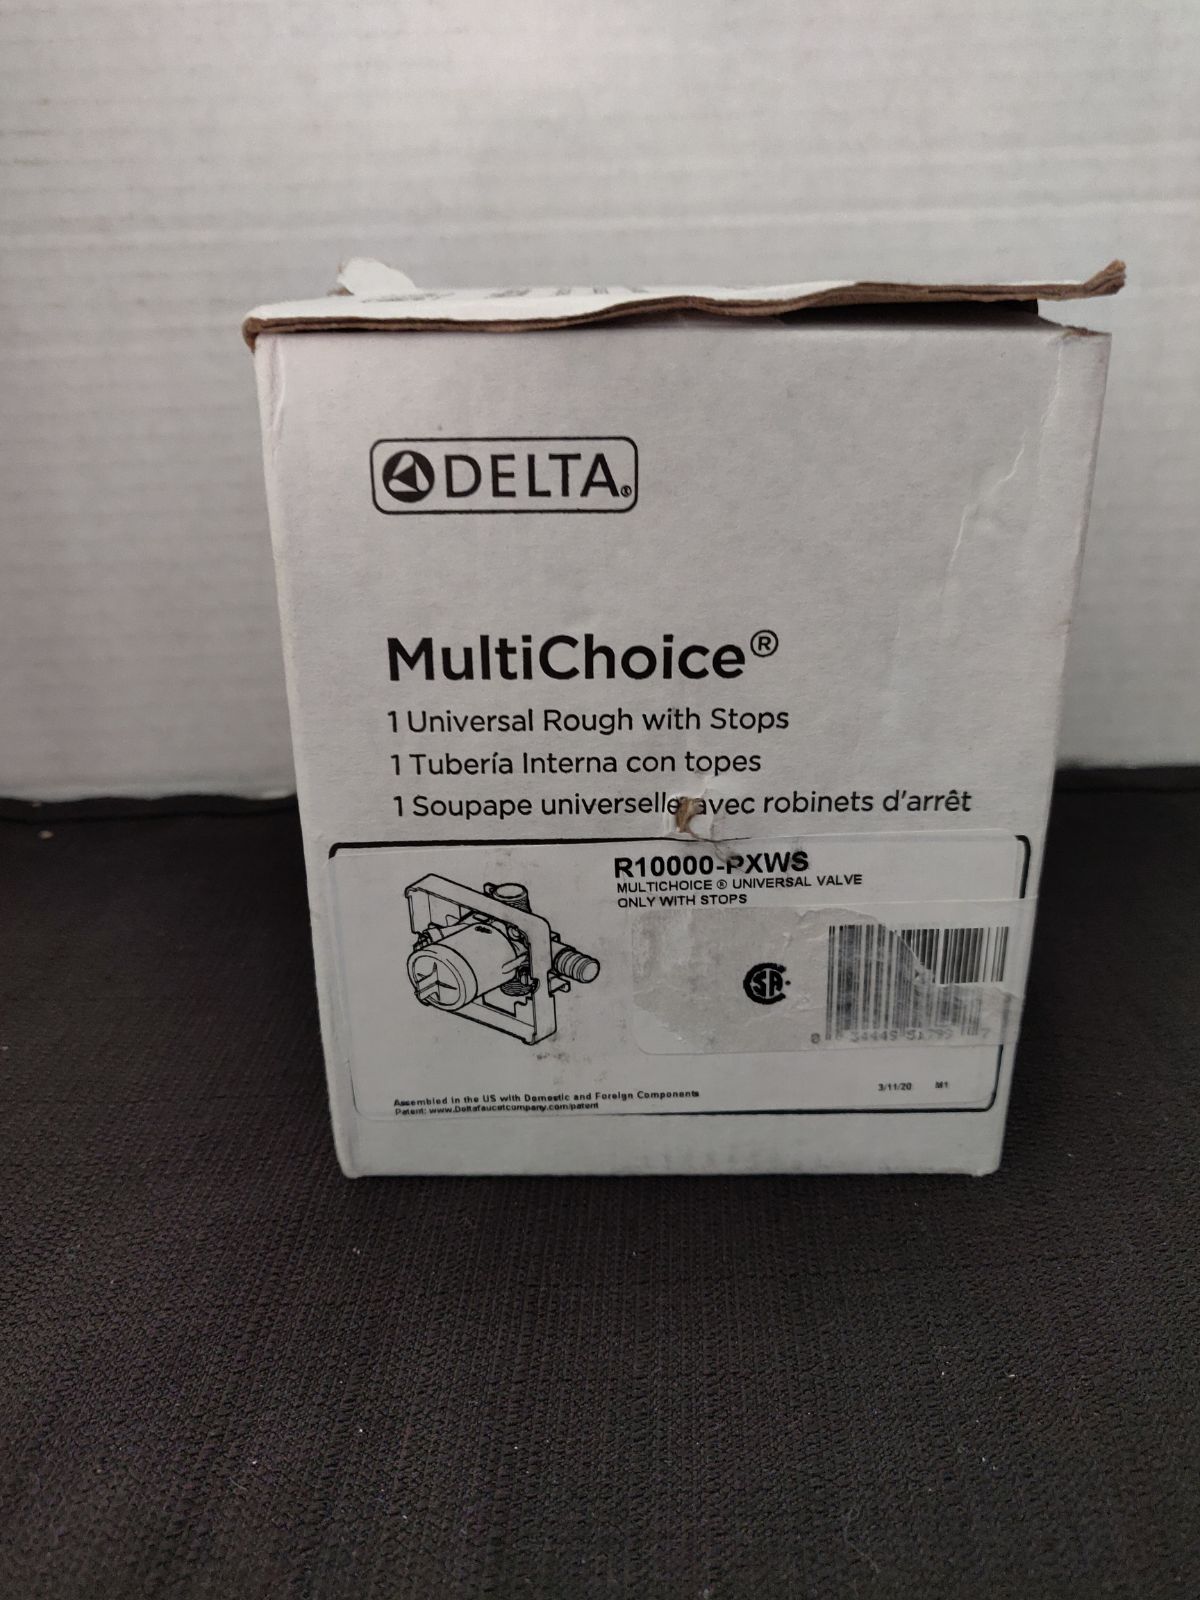 DELTA®
MultiChoice®
1 Universal Rough with Stops
1 Tubería Interna con topes
1 Soupape universelle avec robinets d'arrêt
R10000-PXWS
MULTICHOICE ® UNIVERSAL VALVE
ONLY WITH STOPS
SA
3/11/20 M1
Assembled in the US with Domestic and Foreign Components
Patent: www.Deltafaucetcompany.com/patent